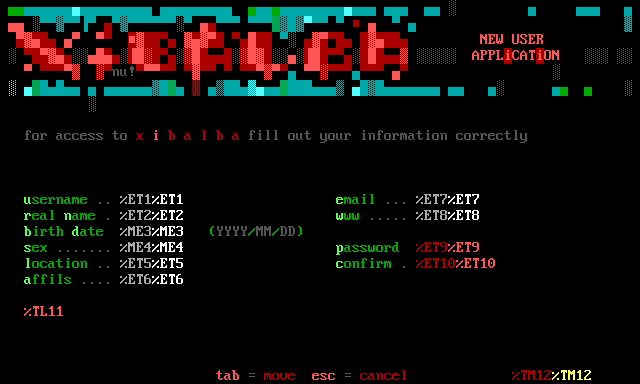 NEW USER
APPLiCATiON
nu!
for access to x i b a l b a fill out your information correctly
username .. %ET1%ET1 email ... %ET7%ET7
real name . %ET2%ET2 www ..... %ET8%ET8
birth date %ME3%ME3 (YYYY/MM/DD)
sex ....... %ME4%ME4 password %ET9%ET9
location .. %ET5%ET5 confirm . %ET10%ET10
affils .... %ET6%ET6
%TL11
tab = move esc = cancel %TM12%TM12